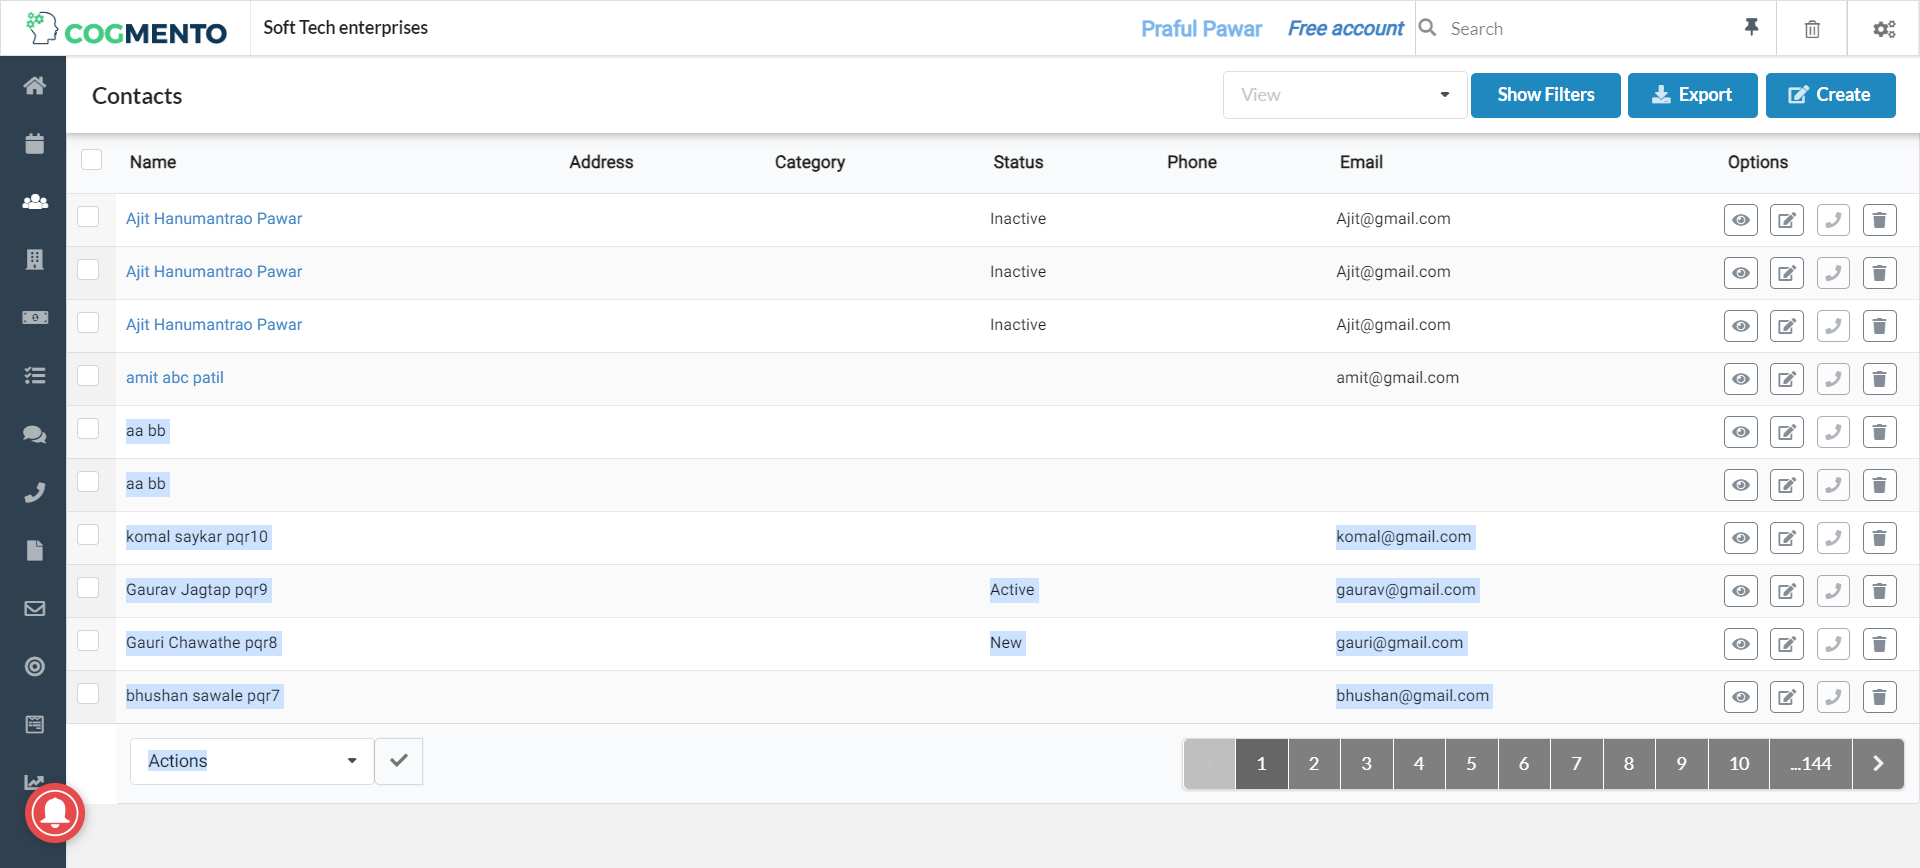 COGMENTO Soft Tech enterprises Praful Pawar Free account Search
Contacts View Show Filters Export Create
Name Address Category Status Phone Email Options
Ajit Hanumantrao Pawar Inactive Ajit@gmail.com
Ajit Hanumantrao Pawar Inactive Ajit@gmail.com
Ajit Hanumantrao Pawar Inactive Ajit@gmail.com
amit abc patil amit@gmail.com
aa bb
aa bb
komal saykar pqr10 komal@gmail.com
Gaurav Jagtap pqr9 Active gaurav@gmail.com
Gauri Chawathe pqr8 New gauri@gmail.com
bhushan sawale pqr7 bhushan@gmail.com
Actions 1 2 3 4 5 6 7 8 9 10 ...144